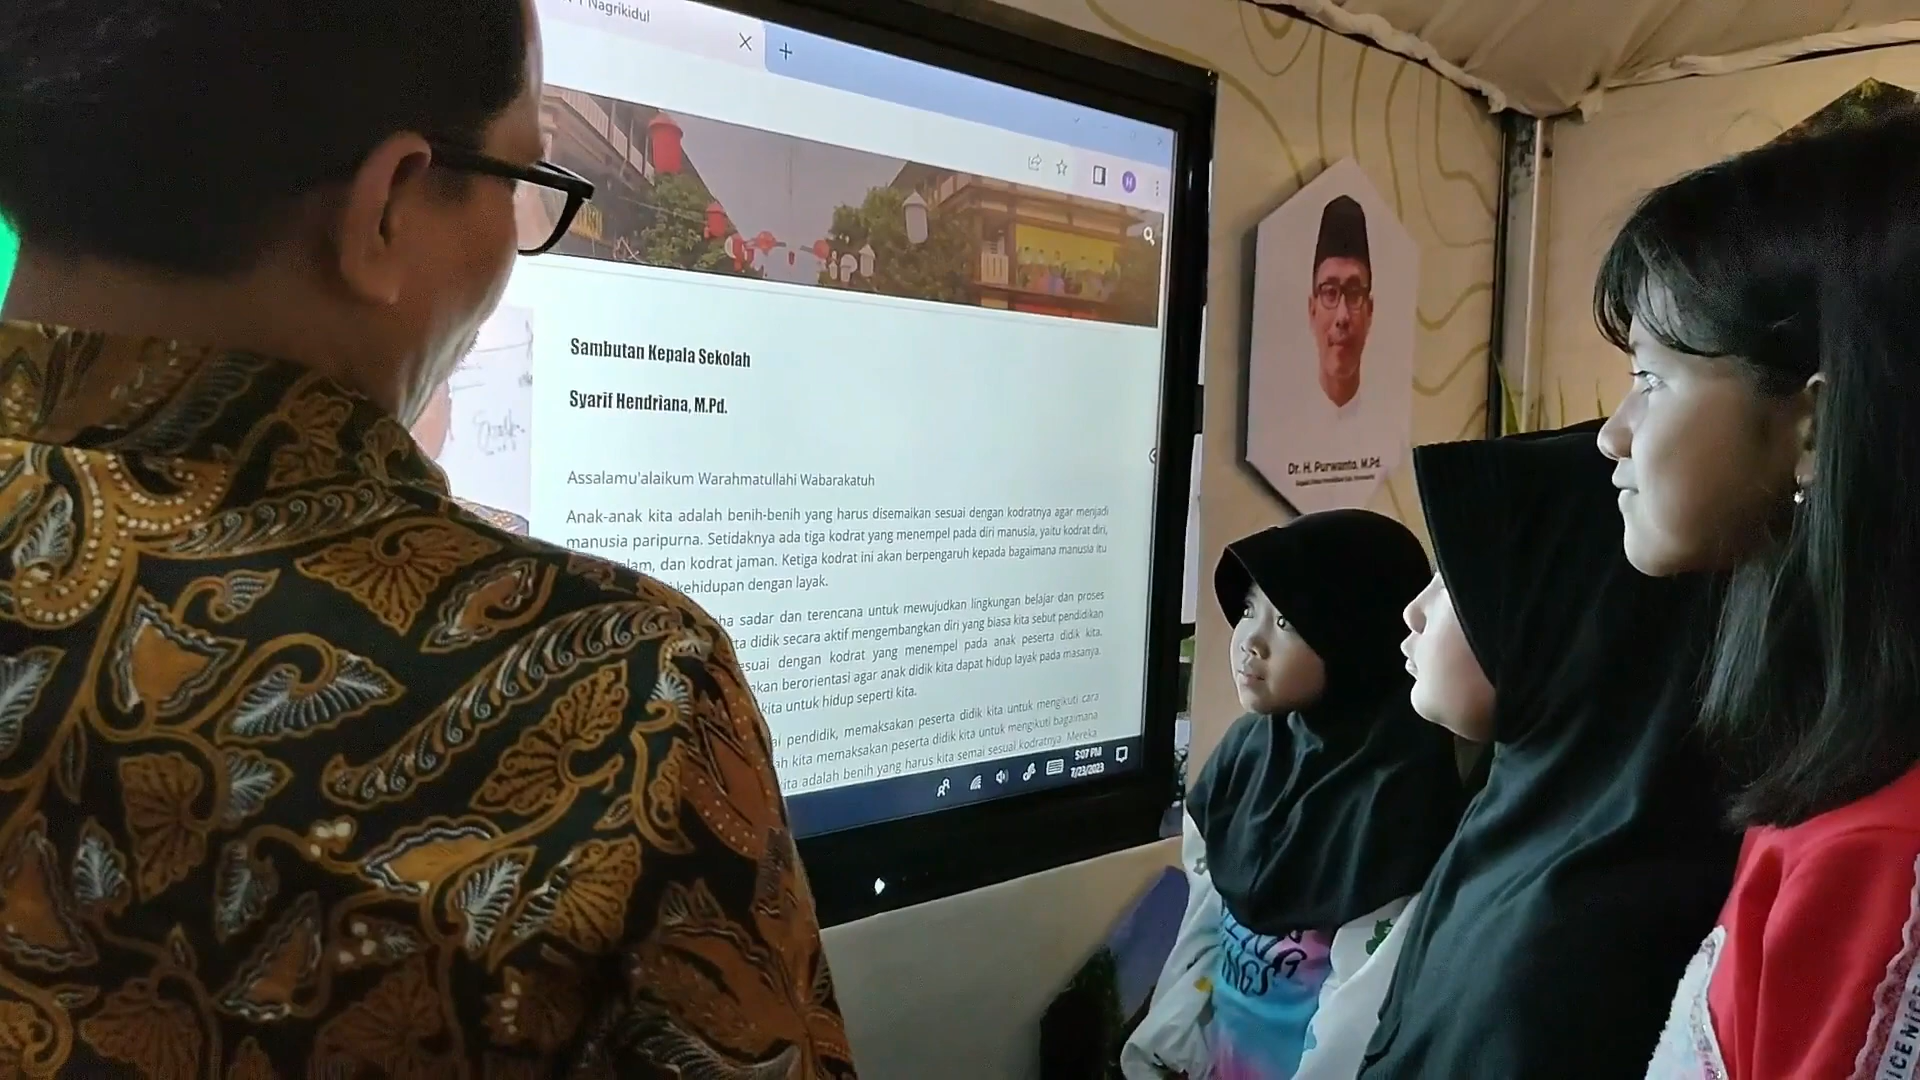 Nagrikidul
Sambutan Kepala Sekolah
Syarif Hendriana, M.Pd.
Assalamu'alaikum Warahmatullahi Wabarakatuh
Anak-anak kita adalah benih-benih yang harus disemaikan sesuai dengan kodratnya agar menjadi
manusia paripurna. Setidaknya ada tiga kodrat yang menempel pada diri manusia, yaitu kodrat diri,
alam, dan kodrat jaman. Ketiga kodrat ini akan berpengaruh kepada bagaimana manusia itu
kehidupan dengan layak.
sadar dan terencana untuk mewujudkan lingkungan belajar dan proses
didik secara aktif mengembangkan diri yang biasa kita sebut pendidikan
dengan kodrat yang menempel pada anak peserta didik kita.
berorientasi agar anak didik kita dapat hidup layak pada masanya.
kita untuk hidup seperti kita.
pendidik, memaksakan peserta didik kita untuk mengikuti cara
kita memaksakan peserta didik kita untuk mengikuti bagaimana
adalah benih yang harus kita semai sesuai kodratnya. Mereka
5:07 PM
7/23/2023
H
Dr. H. Purwanto, M.Pd.
NGS